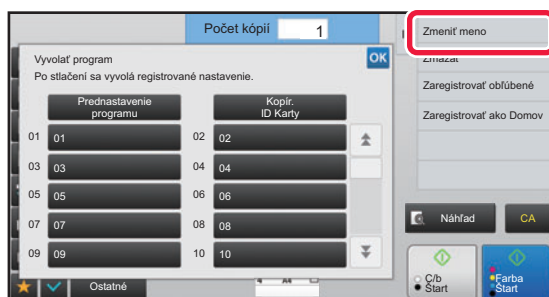 Počet kópií 1
Zmeniť meno
Zmazať
Zaregistrovať obľúbené
Zaregistrovať ako Domov
Vyvolať program
OK
Po stlačení sa vyvolá registrované nastavenie.
Prednastavenie
programu
Kopír.
ID Karty
01 01
02 02
03 03
04 04
05 05
06 06
07 07
08 08
09 09
10 10
Náhľad
CA
Ostatné
A4
C/b
Štart
Farba
Štart